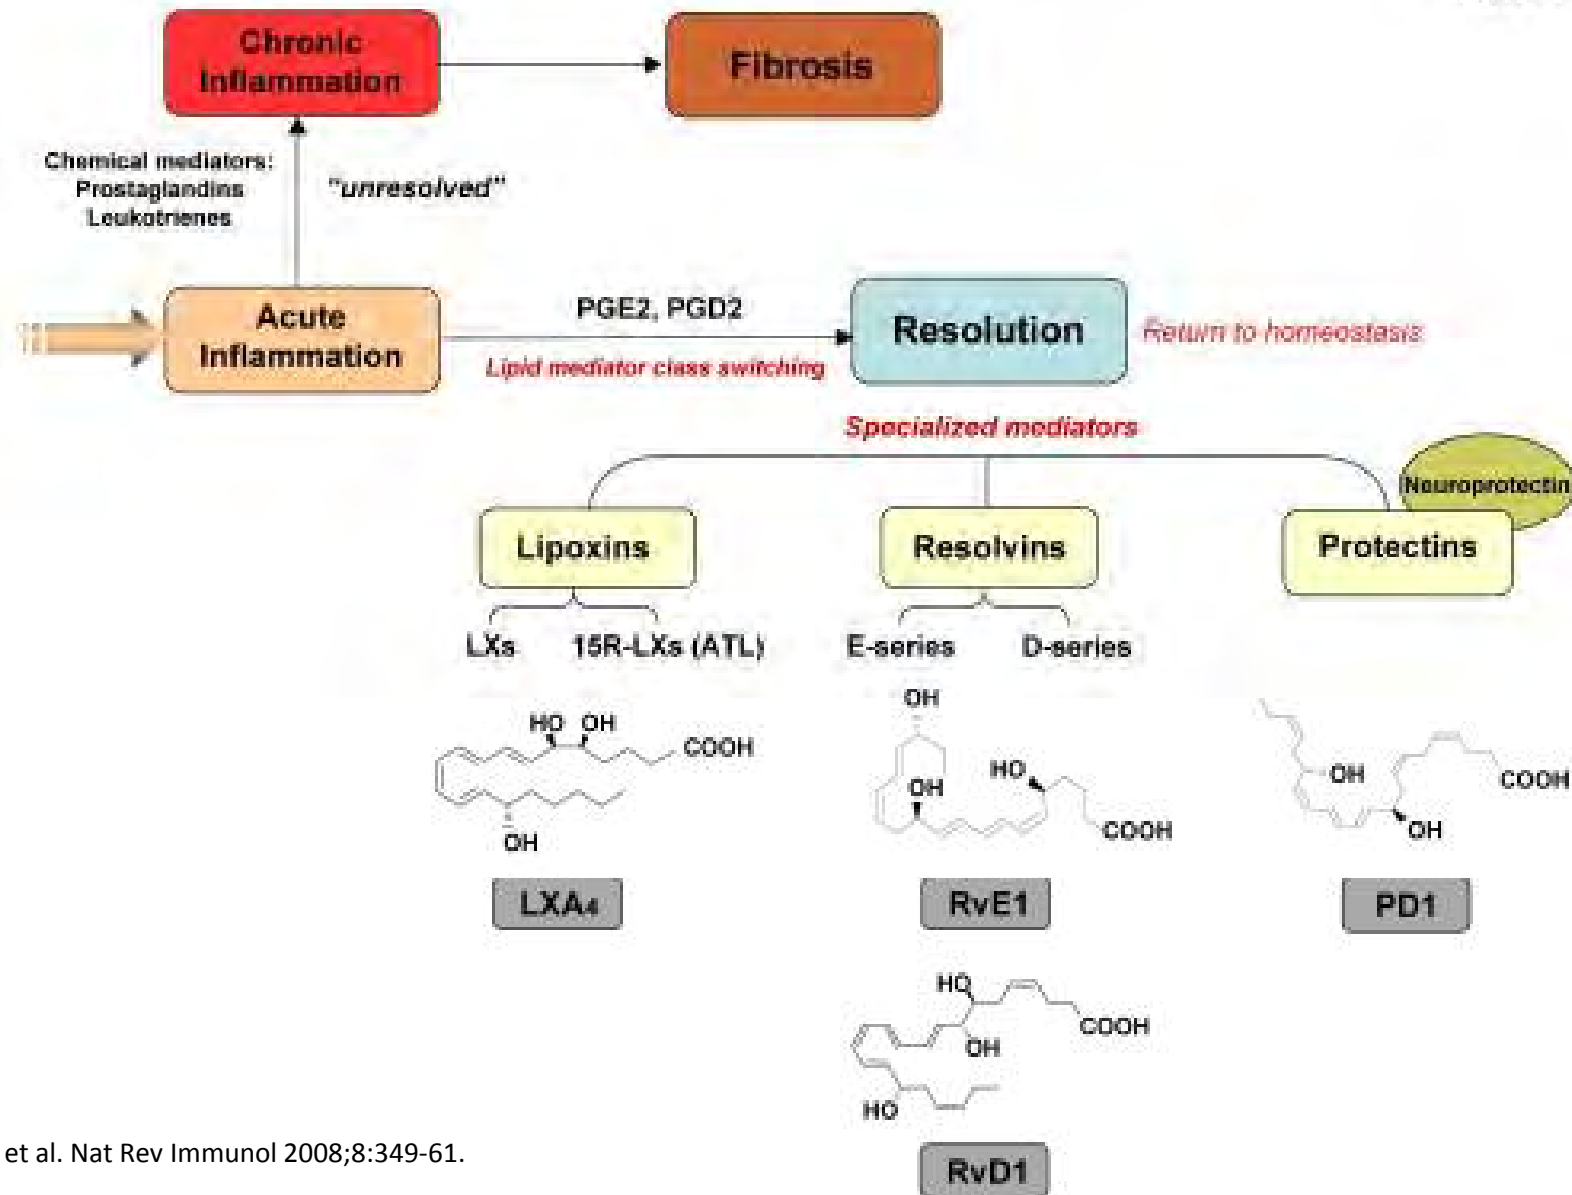 Chronic
Inflammation
Fibrosis
Chemical mediators:
Prostaglandins
Leukotrienes
"unresolved"
Acute
Inflammation
PGE2, PGD2
Lipid mediator class switching
Resolution
Return to homeostasis
Specialized mediators
Neuroprotectin
Lipoxins
Resolvins
Protectins
LXs
15R-LXs (ATL)
E-series
D-series
HO OH
COOH
OH
OH
OH
HO
COOH
OH
COOH
OH
LXA4
RvE1
PD1
HO
COOH
OH
HO
RvD1
et al. Nat Rev Immunol 2008;8:349-61.